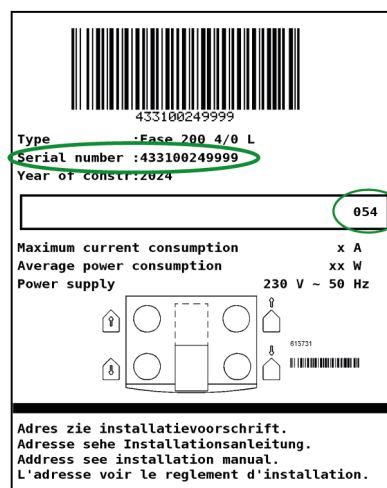 433100249999
Type :Ease 200 4/0 L
Serial number :433100249999
Year of constr:2024
054
Maximum current consumption x A
Average power consumption xx W
Power supply 230 V ~ 50 Hz
615731
Adres zie installatievoorschrift.
Adresse sehe Installationsanleitung.
Address see installation manual.
L'adresse voir le reglement d'installation.